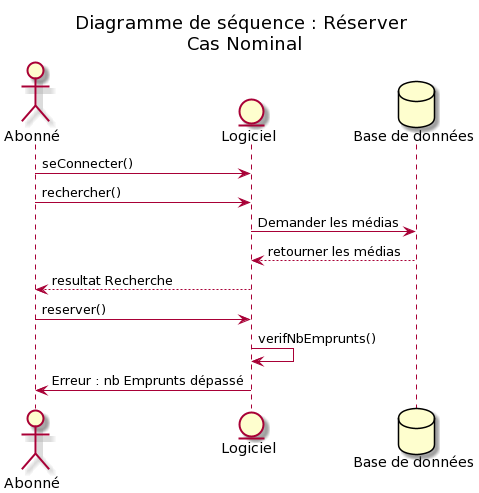 Diagramme de séquence : Réserver
Cas Nominal
Abonné
Logiciel
Base de données
seConnecter()
rechercher()
Demander les médias
retourner les médias
resultat Recherche
reserver()
verifNbEmprunts()
Erreur : nb Emprunts dépassé
Abonné
Logiciel
Base de données